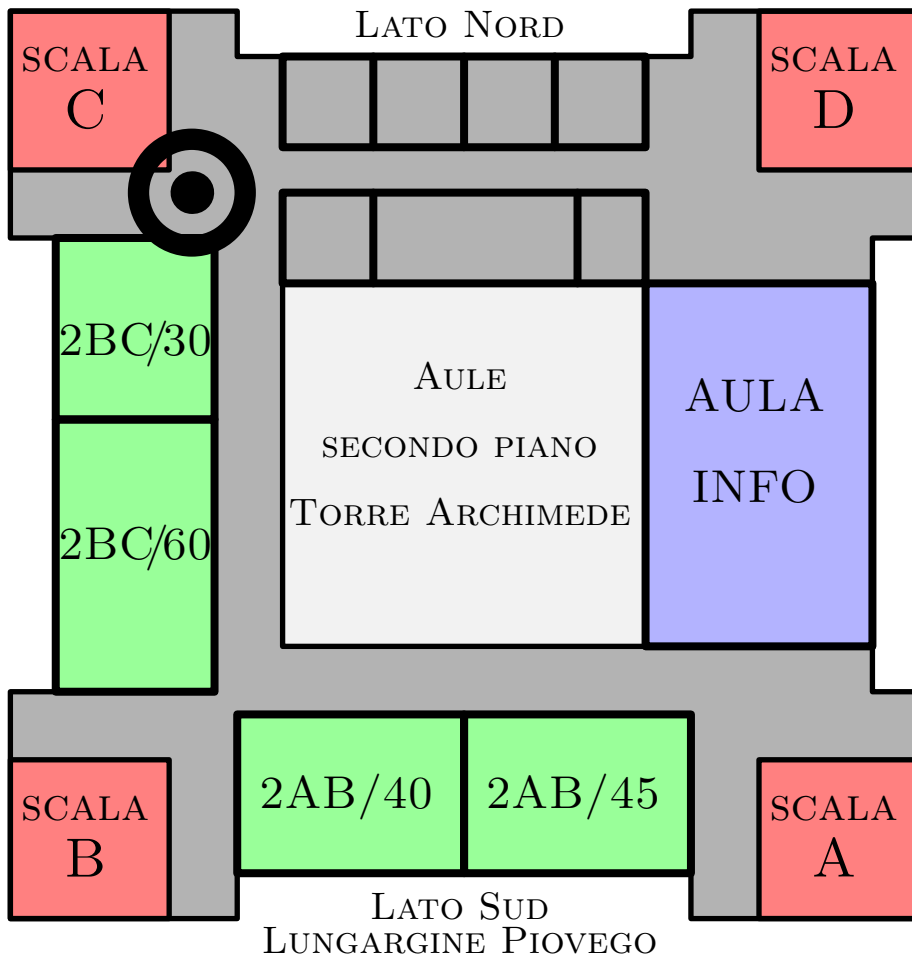 Lato Nord
scala
C
scala
D
2BC/30
2BC/60
Aule
secondo piano
Torre Archimede
AULA
INFO
2AB/40
2AB/45
scala
B
scala
A
Lato Sud
Lungargine Piovego